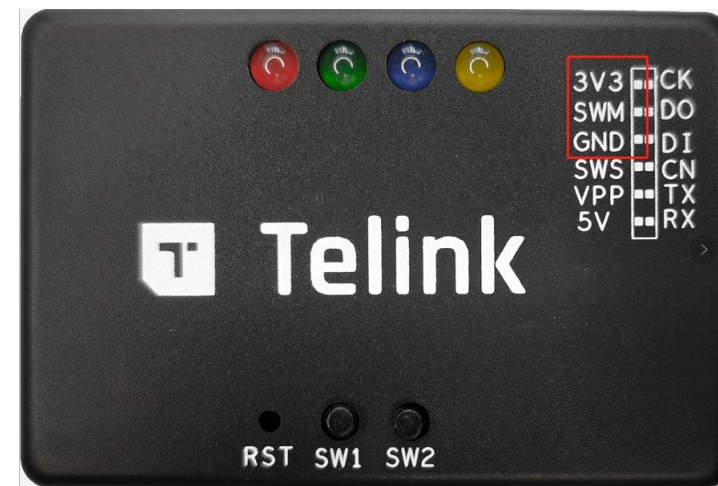 3V3 CK
SWM DO
GND DI
SWS CN
VPP TX
5V RX
Telink
RST SW1 SW2